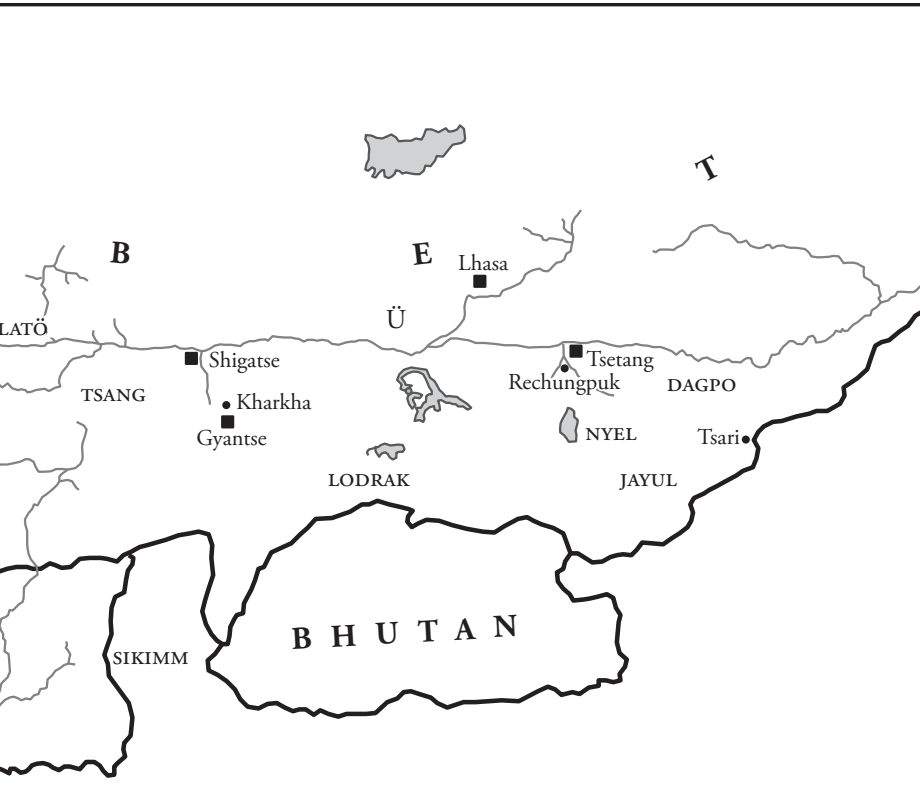 T
B
E
Lhasa
Ü
LATÖ
Shigatse
Tsetang
Rechungpuk
DAGPO
TSANG
Kharkha
Gyantse
NYEL
Tsari
LODRAK
JAYUL
BHUTAN
SIKIMM